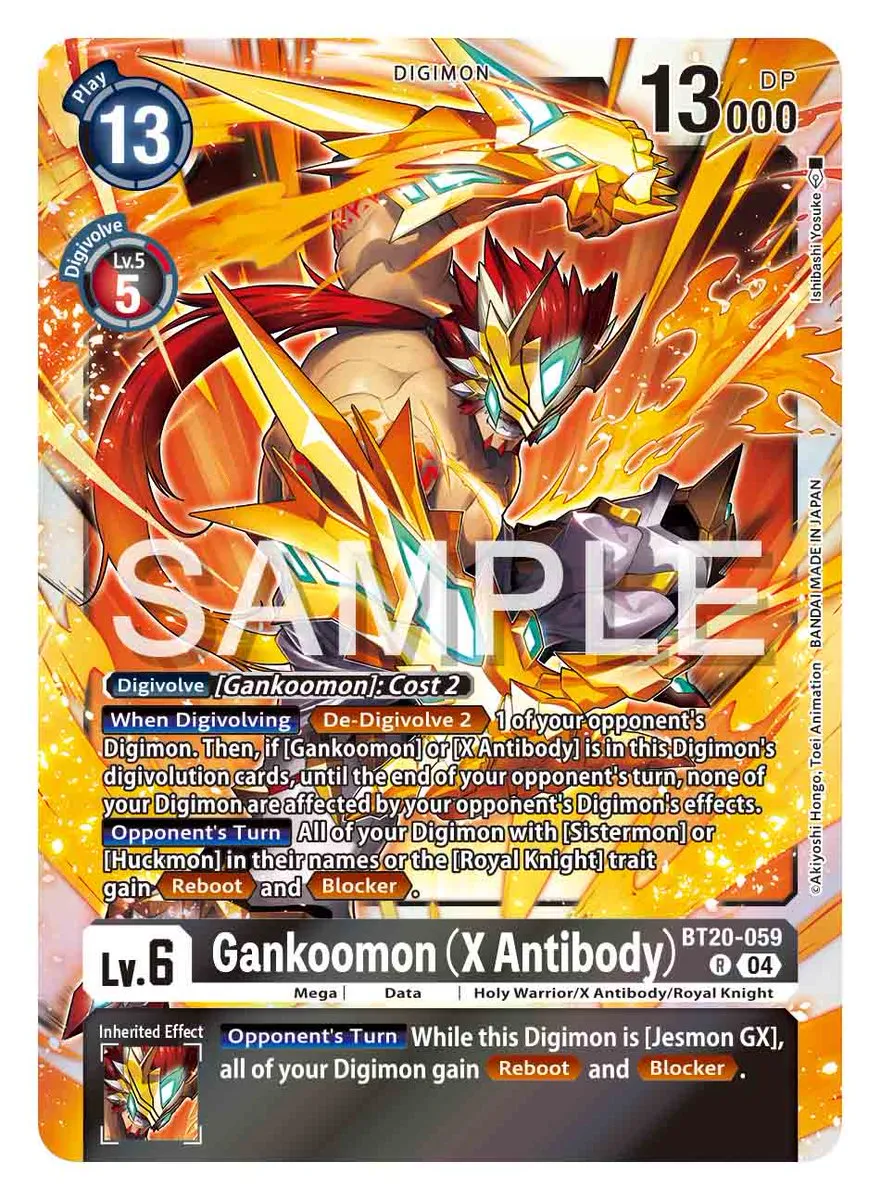 DIGIMON
Play
13
13000
DP
Digivolve
Lv.5
5
Ishibashi Yosuke
SAMPLE
©Akiyoshi Hongo, Toei Animation BANDAI MADE IN JAPAN
Digivolve [Gankoomon]: Cost 2
When Digivolving De-Digivolve 2 1 of your opponent's
Digimon. Then, if [Gankoomon] or [X Antibody] is in this Digimon's
digivolution cards, until the end of your opponent's turn, none of
your Digimon are affected by your opponent's Digimon's effects.
Opponent's Turn All of your Digimon with [Sistermon] or
[Huckmon] in their names or the [Royal Knight] trait
gain Reboot and Blocker .
Lv.6
Gankoomon (X Antibody)
BT20-059
R 04
Mega | Data | Holy Warrior/X Antibody/Royal Knight
Inherited Effect
Opponent's Turn While this Digimon is [Jesmon GX],
all of your Digimon gain Reboot and Blocker .